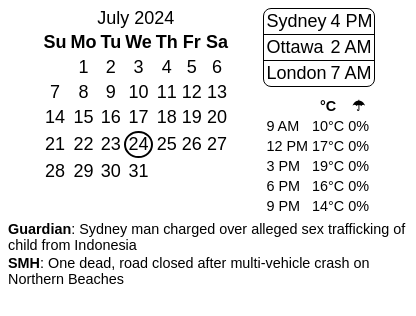 July 2024
Su Mo Tu We Th Fr Sa
1 2 3 4 5 6
7 8 9 10 11 12 13
14 15 16 17 18 19 20
21 22 23 24 25 26 27
28 29 30 31
Sydney 4 PM
Ottawa 2 AM
London 7 AM
°C ☂
9 AM 10°C 0%
12 PM 17°C 0%
3 PM 19°C 0%
6 PM 16°C 0%
9 PM 14°C 0%
Guardian: Sydney man charged over alleged sex trafficking of
child from Indonesia
SMH: One dead, road closed after multi-vehicle crash on
Northern Beaches